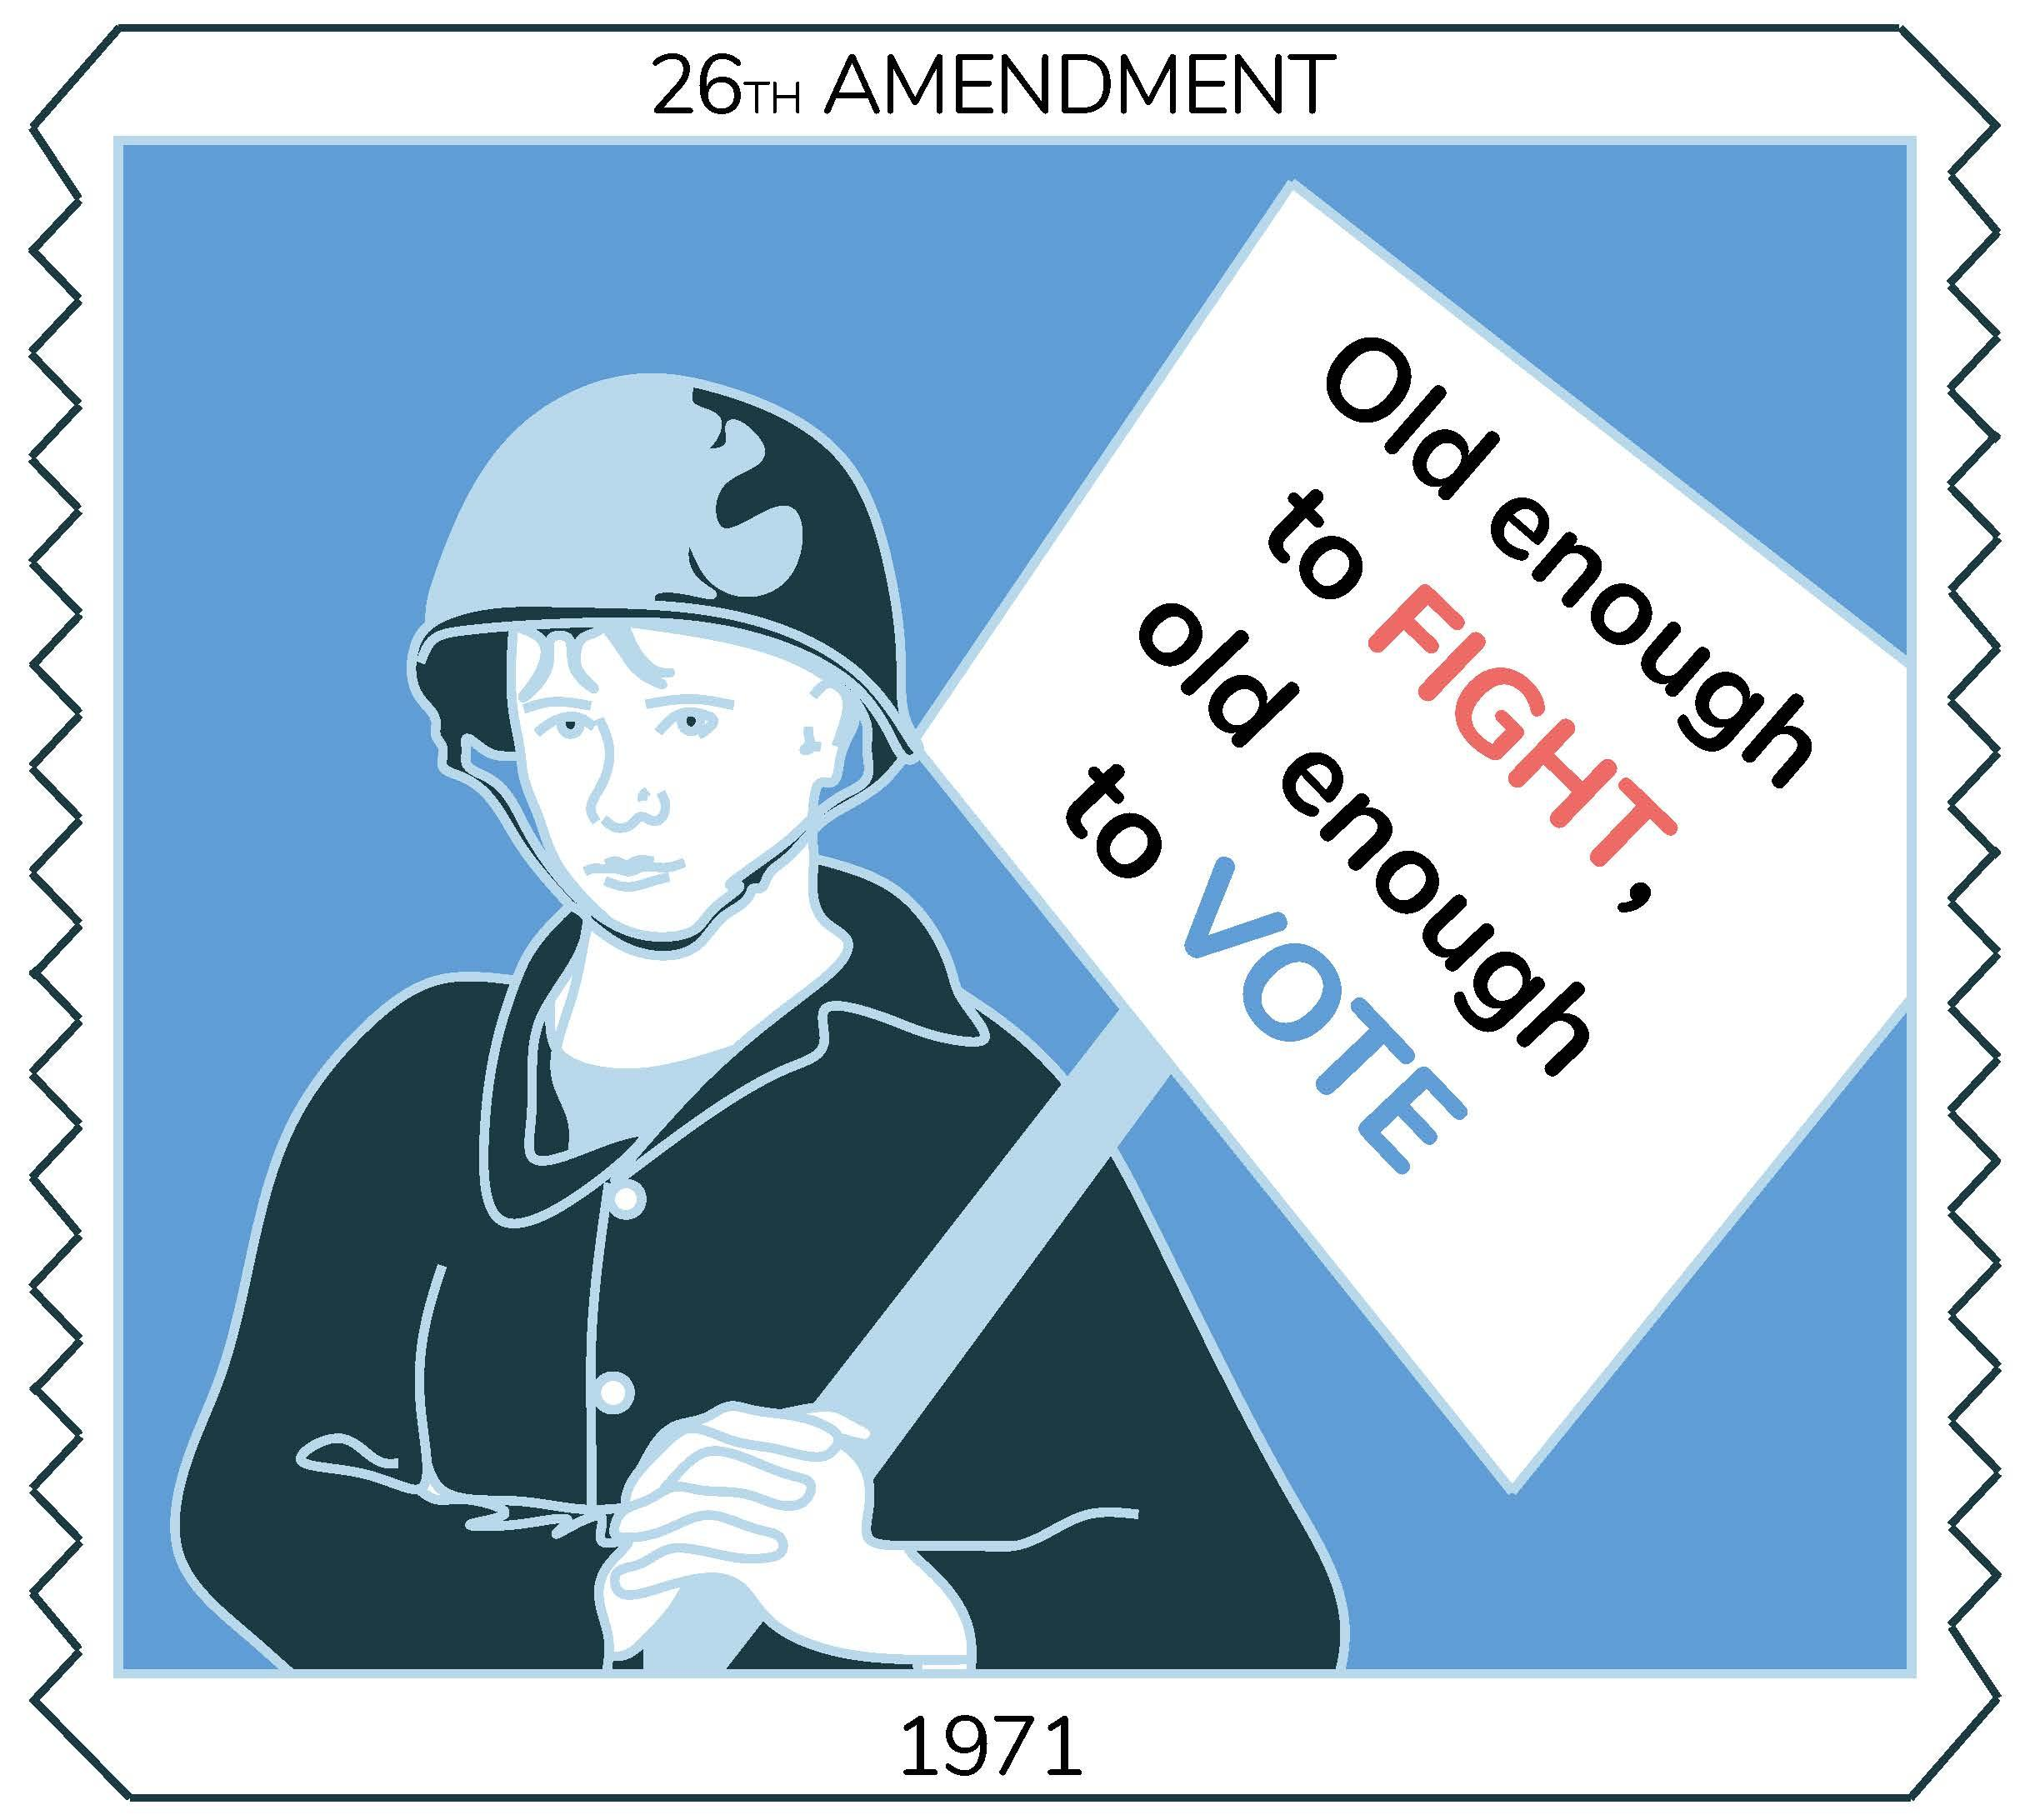 26TH AMENDMENT
Old enough
to FIGHT,
old enough
to VOTE
1971